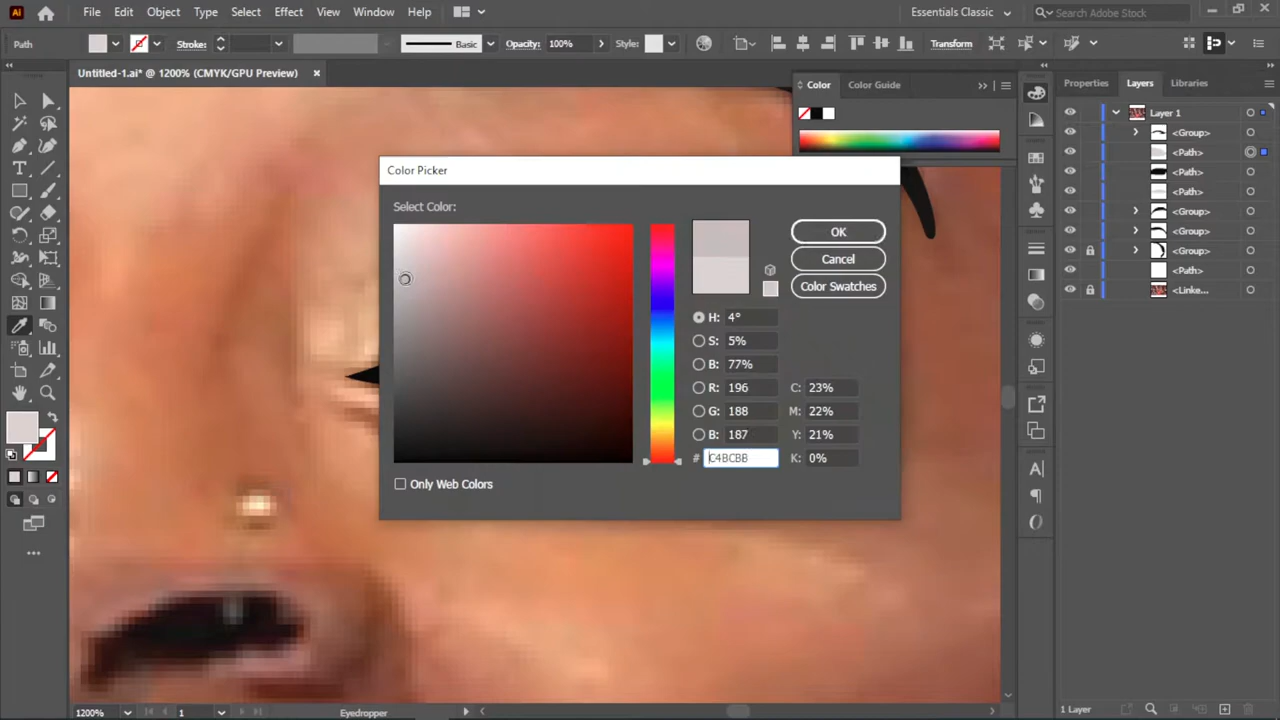 Ai File Edit Object Type Select Effect View Window Help Essentials Classic Search Adobe Stock
Path Stroke: Basic Opacity: 100% Style: Transform
Untitled-1.ai* @ 1200% (CMYK/GPU Preview)
Color Color Guide
Properties Layers Libraries
Layer 1
<Group>
<Path>
<Path>
<Path>
<Group>
<Group>
<Group>
<Path>
<Linke...
Color Picker
Select Color:
OK
Cancel
Color Swatches
H: 4°
S: 5%
B: 77%
R: 196 C: 23%
G: 188 M: 22%
B: 187 Y: 21%
# C4BCBB K: 0%
Only Web Colors
1200% 1 Eyedropper 1 Layer